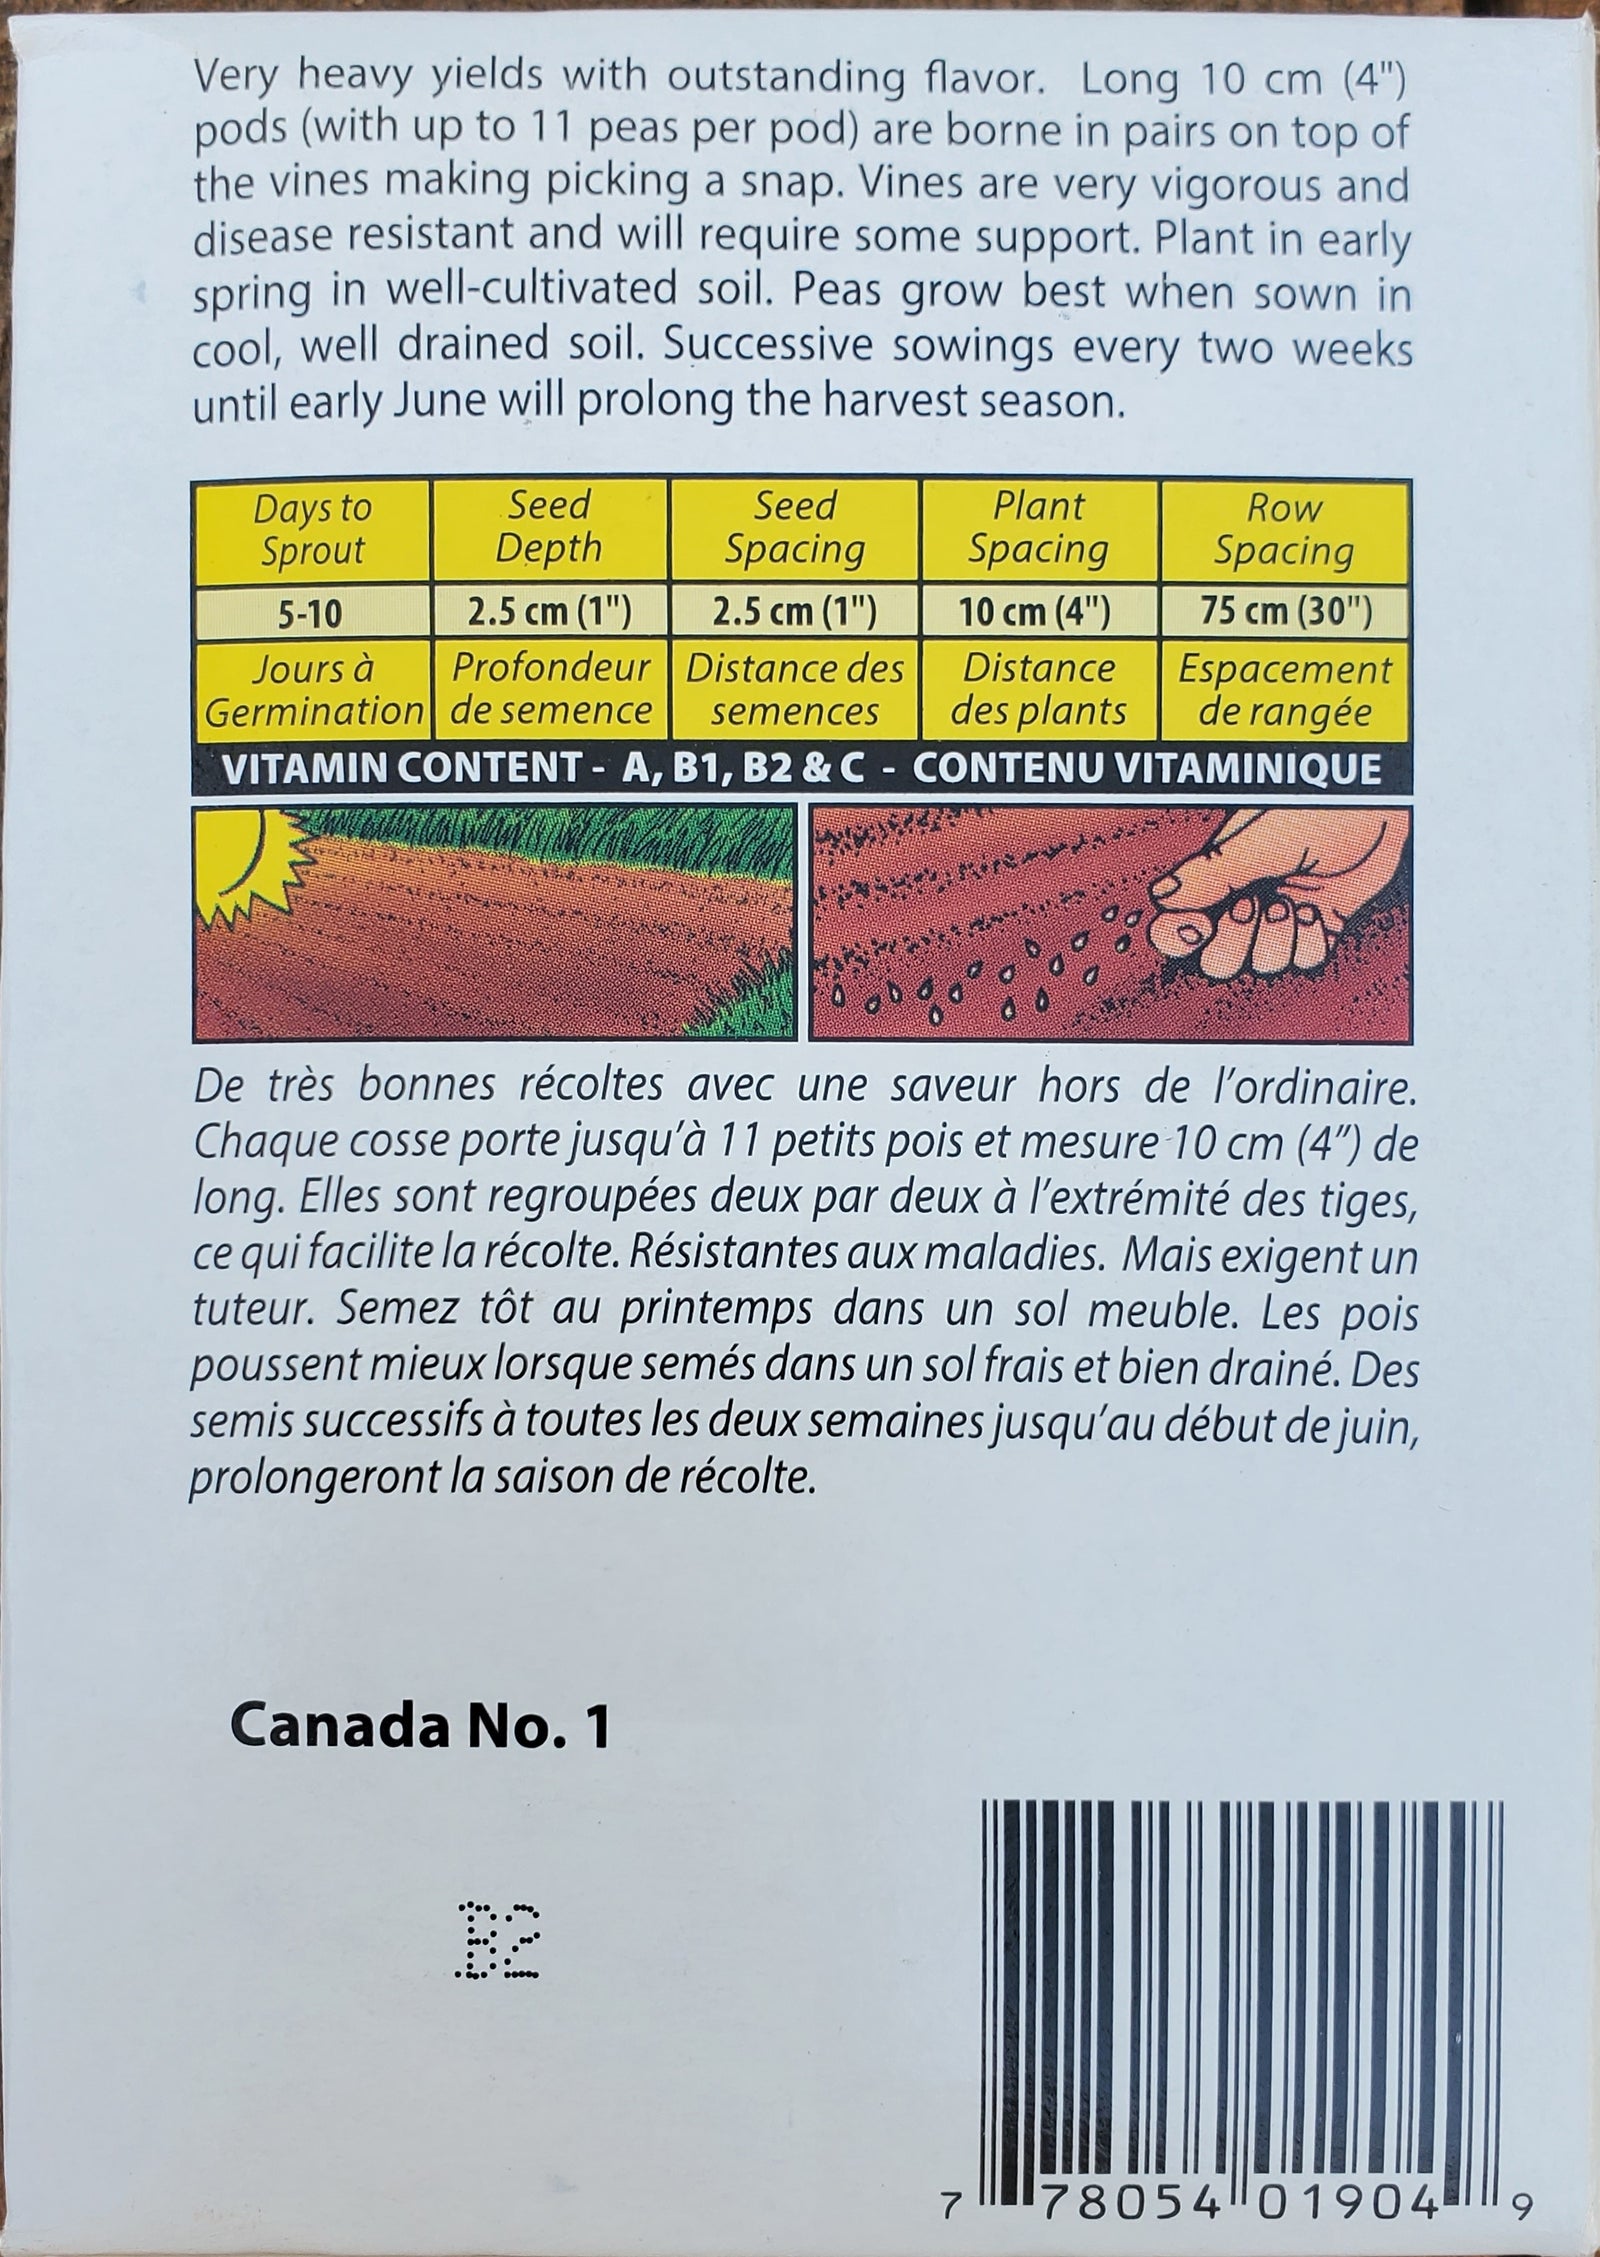 Very heavy yields with outstanding flavor. Long 10 cm (4")
pods (with up to 11 peas per pod) are borne in pairs on top of
the vines making picking a snap. Vines are very vigorous and
disease resistant and will require some support. Plant in early
spring in well-cultivated soil. Peas grow best when sown in
cool, well drained soil. Successive sowings every two weeks
until early June will prolong the harvest season.
Days to Sprout
Seed Depth
Seed Spacing
Plant Spacing
Row Spacing
5-10
2.5 cm (1")
2.5 cm (1")
10 cm (4")
75 cm (30")
Jours à Germination
Profondeur de semence
Distance des semences
Distance des plants
Espacement de rangée
VITAMIN CONTENT - A, B1, B2 & C - CONTENU VITAMINIQUE
De très bonnes récoltes avec une saveur hors de l'ordinaire.
Chaque cosse porte jusqu'à 11 petits pois et mesure 10 cm (4") de
long. Elles sont regroupées deux par deux à l'extrémité des tiges,
ce qui facilite la récolte. Résistantes aux maladies. Mais exigent un
tuteur. Semez tôt au printemps dans un sol meuble. Les pois
poussent mieux lorsque semés dans un sol frais et bien drainé. Des
semis successifs à toutes les deux semaines jusqu'au début de juin,
prolongeront la saison de récolte.
Canada No. 1
B2
7 78054 01904 9